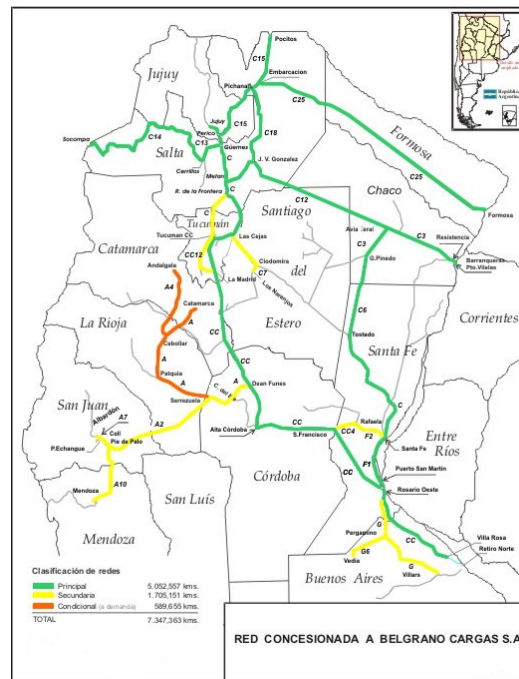 Pocitos
C15
Embarcacion
Jujuy
Pichanal
C25
Formosa
Jujuy
C15
Perico
C14
C13
Socompa
Salta
Güemes
C18
C
Cerrillos
Metan
J. V. Gonzalez
R. de la Frontera
C
C25
Chaco
Formosa
C12
Santiago
C
Tucumán
Tucuman CC
Las Cejas
C3
C3
Resistencia
G.Pinedo
Barranqueras
Pto.Vilelas
Catamarca
CC12
Clodomira
C7
del
Andalgala
La Madrid
Los Naranjos
A4
Catamarca
C6
Corrientes
La Rioja
A
Estero
Tostado
CC
Santa Fe
Cebollar
A
Patquia
CC
San Juan
A
A
Dean Funes
Serrezuela
C
Albardón
A7
Entre
Ríos
A2
CC
CC4
Rafaela
Coll
P.Echangue
Pie de Palo
Alta Córdoba
S.Francisco
F2
Santa Fe
Córdoba
CC
F1
Puerto San Martin
A10
San Luís
Rosario Oeste
Mendoza
G
CC
Villa Rosa
Mendoza
Pergamino
Retiro Norte
G6
Vedia
G
Buenos Aires
Villars
Clasificación de redes
Principal 5.052,557 kms.
Secundaria 1.705,151 kms.
Condicional (a demanda) 589,655 kms.
TOTAL 7.347,363 kms.
RED CONCESIONADA A BELGRANO CARGAS S.A